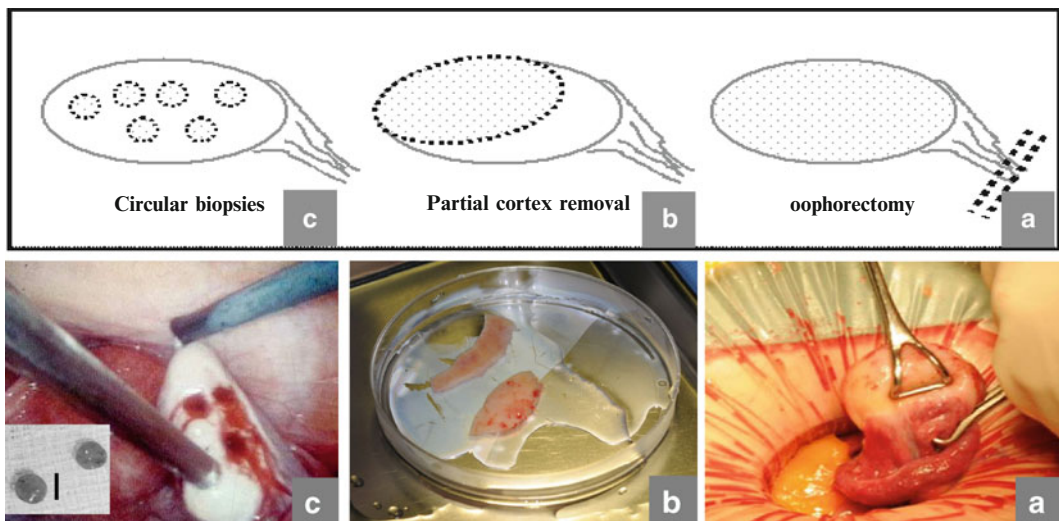 Circular biopsies
c
Partial cortex removal
b
oophorectomy
a
c
b
a